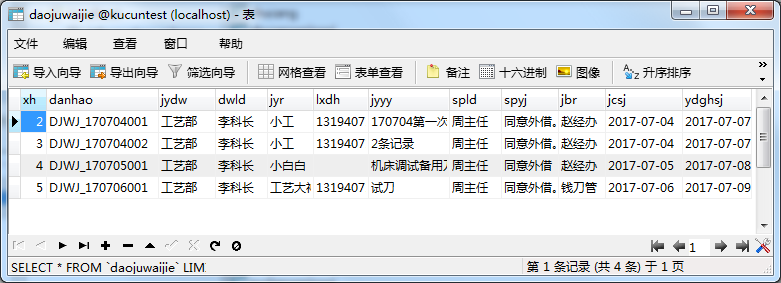 daojuwaijie @kucuntest (localhost) - 表
文件 编辑 查看 窗口 帮助
导入向导 导出向导 筛选向导 网格查看 表单查看 备注 十六进制 图像 升序排序 »
xh danhao jydw dwld jyr lxdh jyyy spld spyj jbr jcsj ydghsj
2 DJWJ_170704001 工艺部 李科长 小工 1319407 170704第一次 周主任 同意外借。 赵经办 2017-07-04 2017-07-07
3 DJWJ_170704002 工艺部 李科长 小工 1319407 2条记录 周主任 同意外借。 赵经办 2017-07-04 2017-07-07
4 DJWJ_170705001 工艺部 李科长 小白白 机床调试备用 周主任 同意外借 赵经办 2017-07-05 2017-07-08
5 DJWJ_170706001 工艺部 李科长 工艺大 1319407 试刀 周主任 同意外借 钱刀管 2017-07-06 2017-07-09
1
SELECT * FROM `daojuwaijie` LIMI 第 1 条记录 (共 4 条) 于 1 页